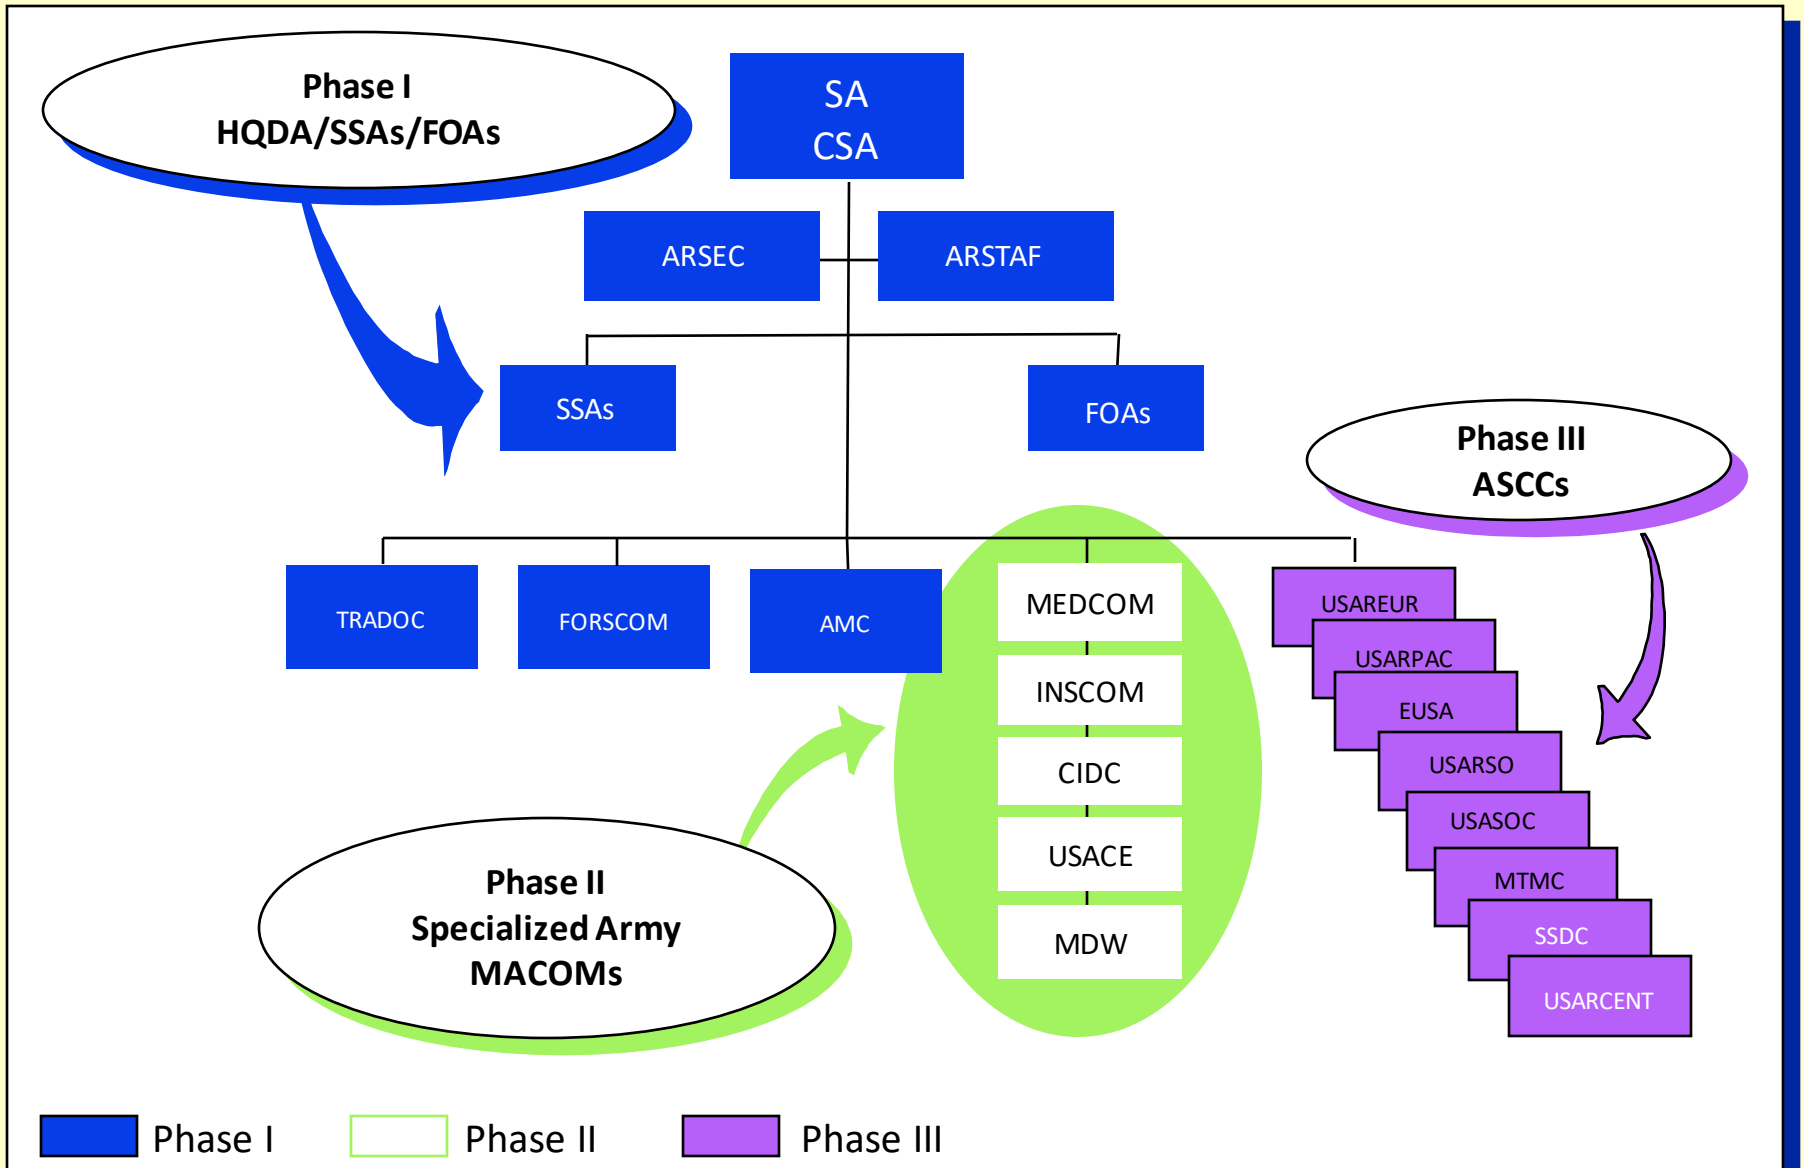 Phase I
HQDA/SSAs/FOAs
SA
CSA
ARSEC
ARSTAF
SSAs
FOAs
Phase III
ASCCs
TRADOC
FORSCOM
AMC
MEDCOM
INSCOM
CIDC
USACE
MDW
USAREUR
USARPAC
EUSA
USARSO
USASOC
MTMC
SSDC
USARCENT
Phase II
Specialized Army
MACOMs
Phase I
Phase II
Phase III